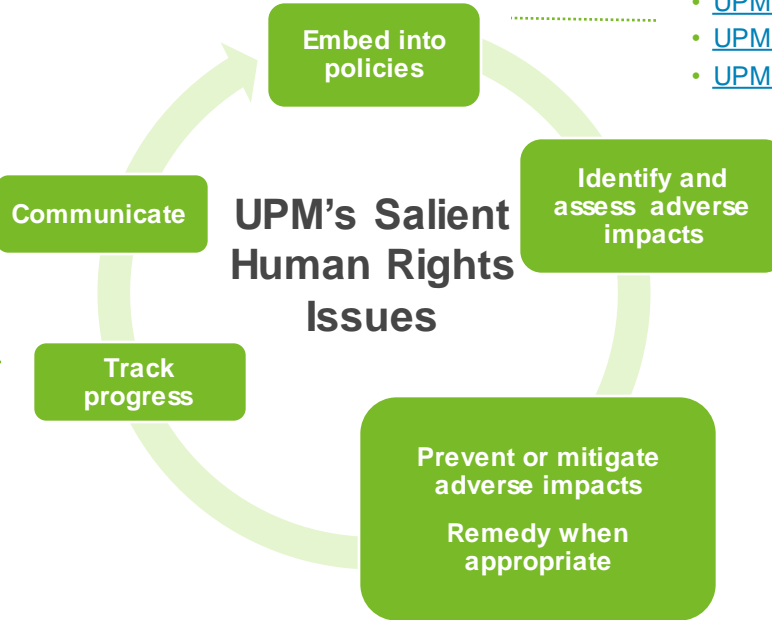 • UPM
• UPM
• UPM
Embed into
policies
Identify and
assess adverse
impacts
Communicate
UPM's Salient
Human Rights
Issues
Track
progress
Prevent or mitigate
adverse impacts
Remedy when
appropriate